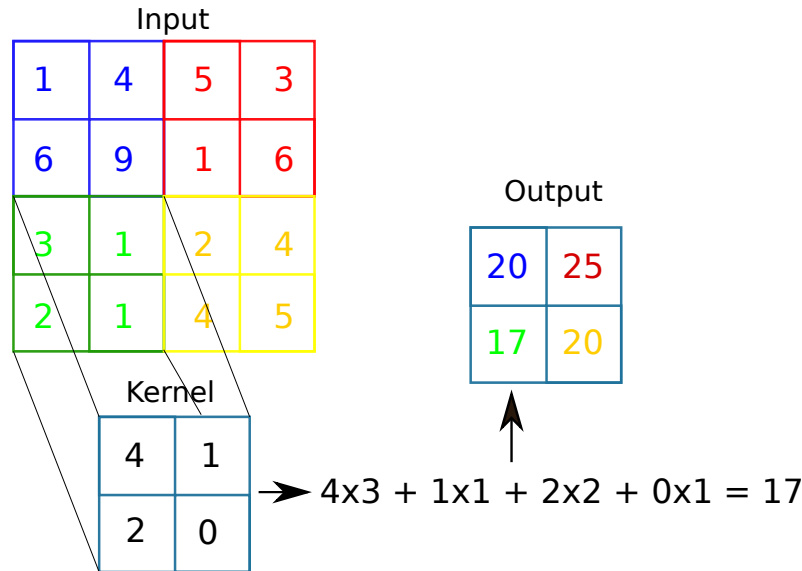 Input
1 4 5 3
6 9 1 6
3 1 2 4
2 1 4 5
Output
20 25
17 20
Kernel
4 1
2 0
4x3 + 1x1 + 2x2 + 0x1 = 17